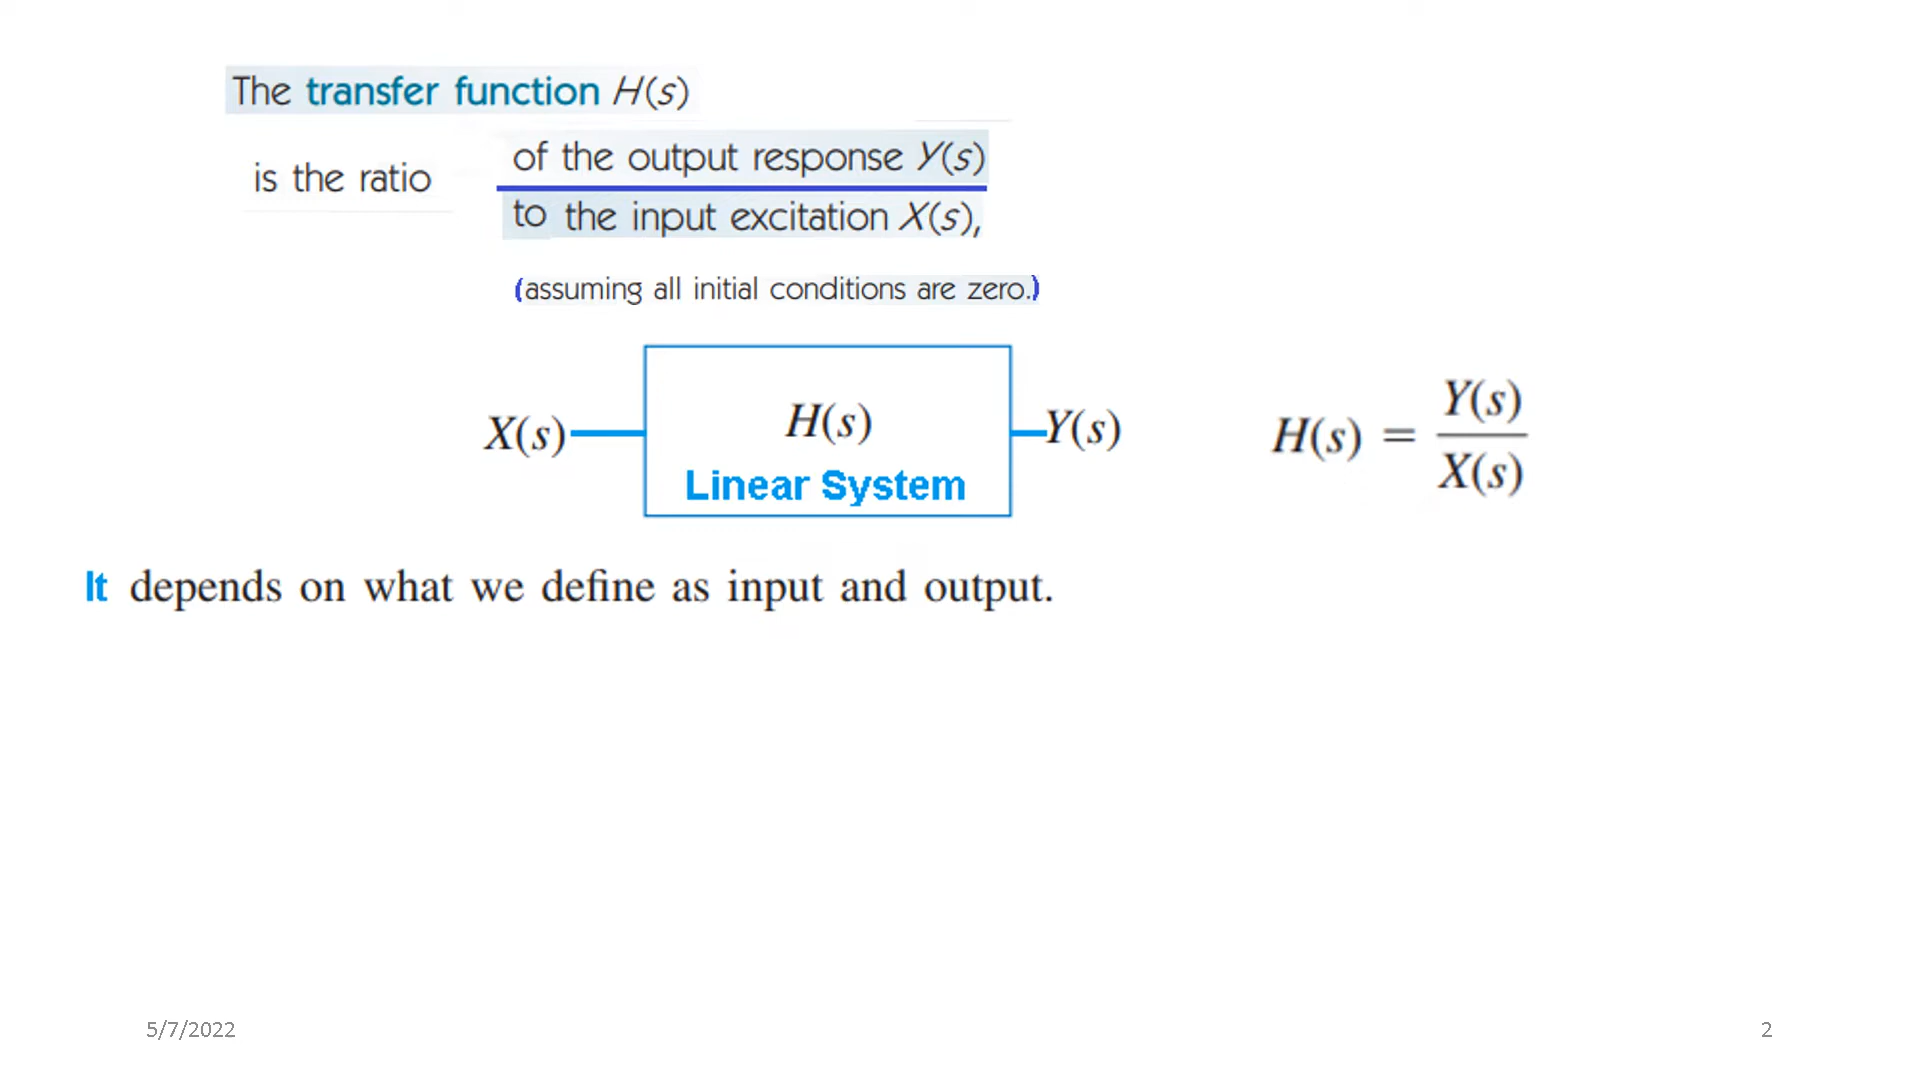 The transfer function H(s)
is the ratio
of the output response Y(s)
to the input excitation X(s),
(assuming all initial conditions are zero.)
X(s)
H(s)
Linear System
Y(s)
H(s) = Y(s) / X(s)
It depends on what we define as input and output.
5/7/2022
2